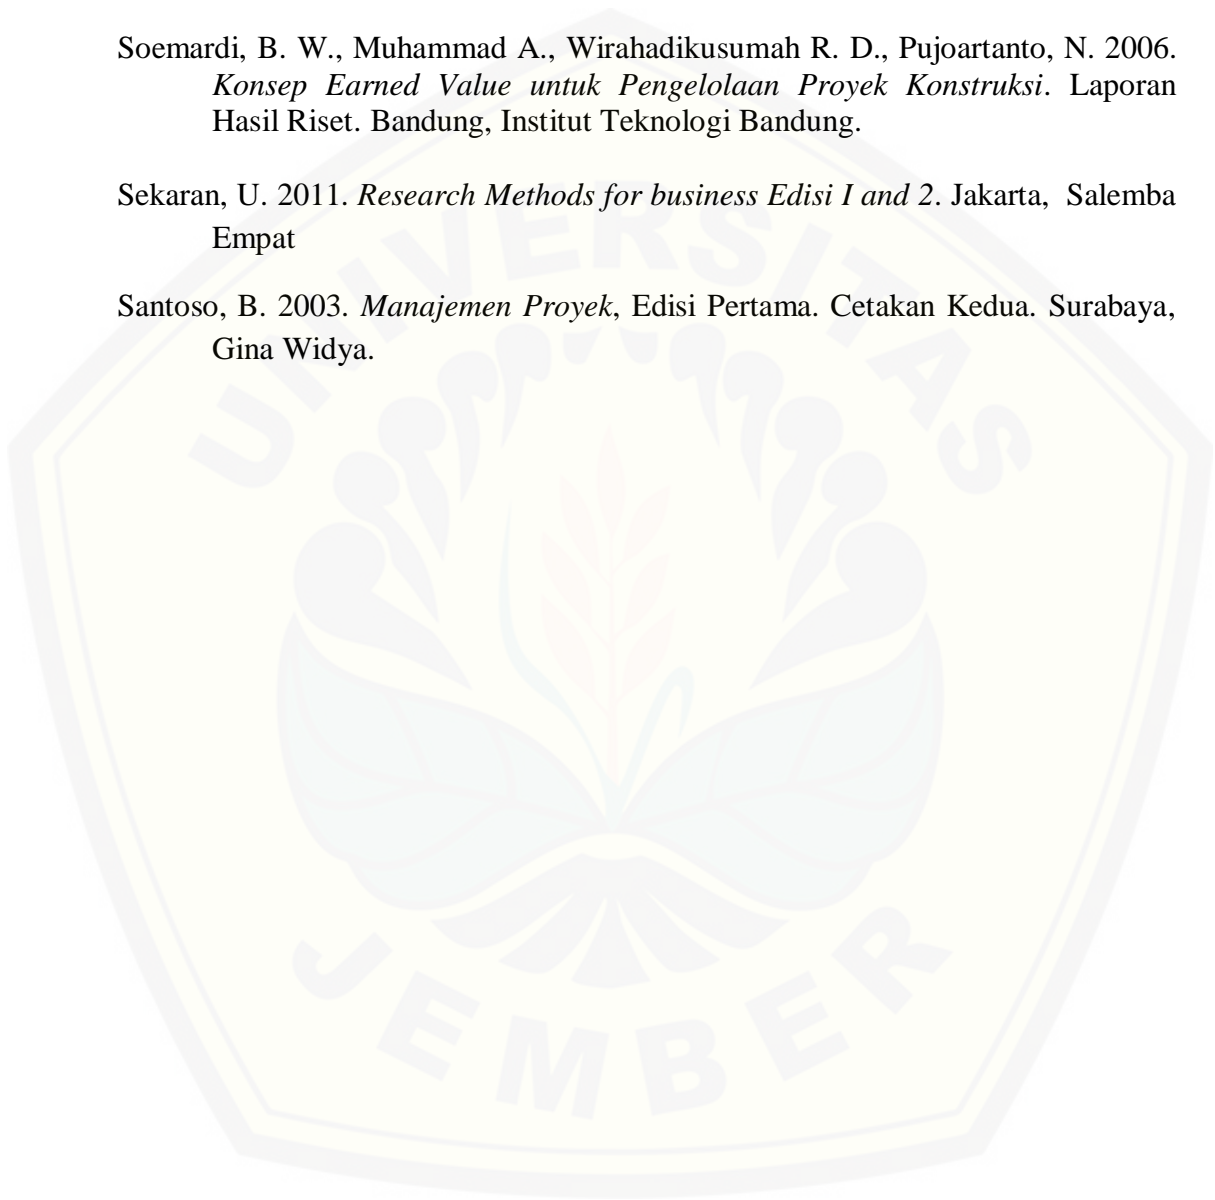 Soemardi, B. W., Muhammad A., Wirahadikusumah R. D., Pujoartanto, N. 2006.
Konsep Earned Value untuk Pengelolaan Proyek Konstruksi. Laporan
Hasil Riset. Bandung, Institut Teknologi Bandung.
Sekaran, U. 2011. Research Methods for business Edisi I and 2. Jakarta, Salemba
Empat
Santoso, B. 2003. Manajemen Proyek, Edisi Pertama. Cetakan Kedua. Surabaya,
Gina Widya.
UNIVERSITAS
JEMBER